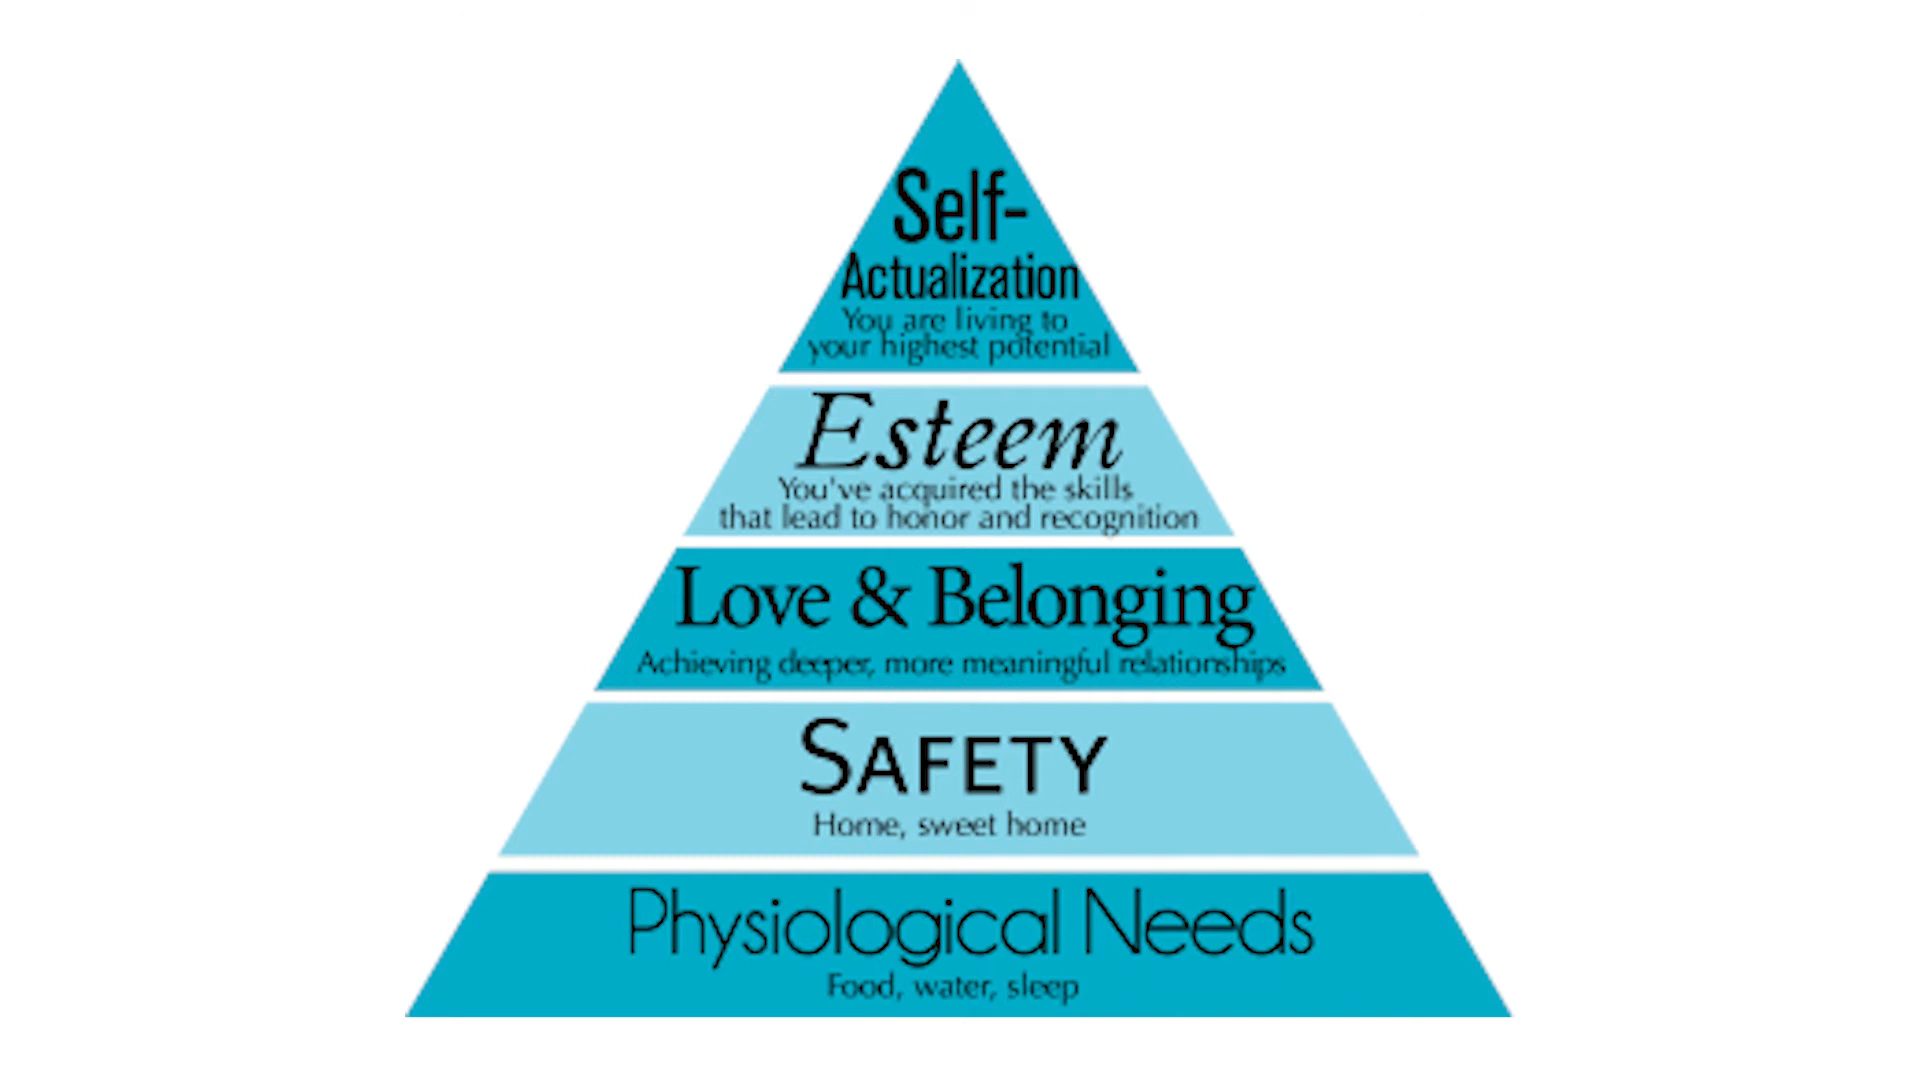 Self-
Actualization
You are living to
your highest potential
Esteem
You've acquired the skills
that lead to honor and recognition
Love & Belonging
Achieving deeper, more meaningful relationships
SAFETY
Home, sweet home
Physiological Needs
Food, water, sleep